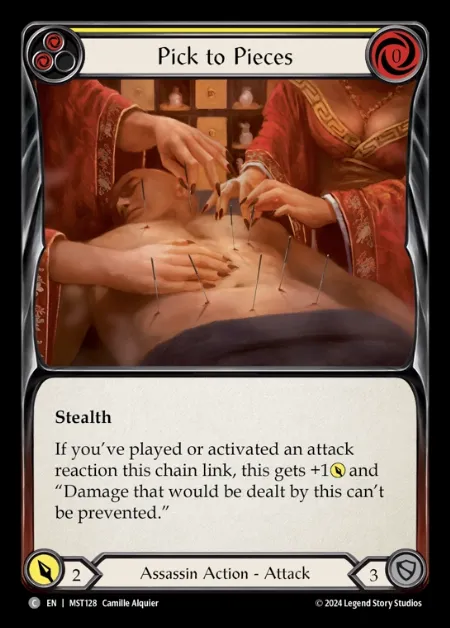 Pick to Pieces
0
Stealth
If you've played or activated an attack
reaction this chain link, this gets +1 and
"Damage that would be dealt by this can't
be prevented."
2
Assassin Action - Attack
3
C EN | MST128 Camille Alquier
© 2024 Legend Story Studios